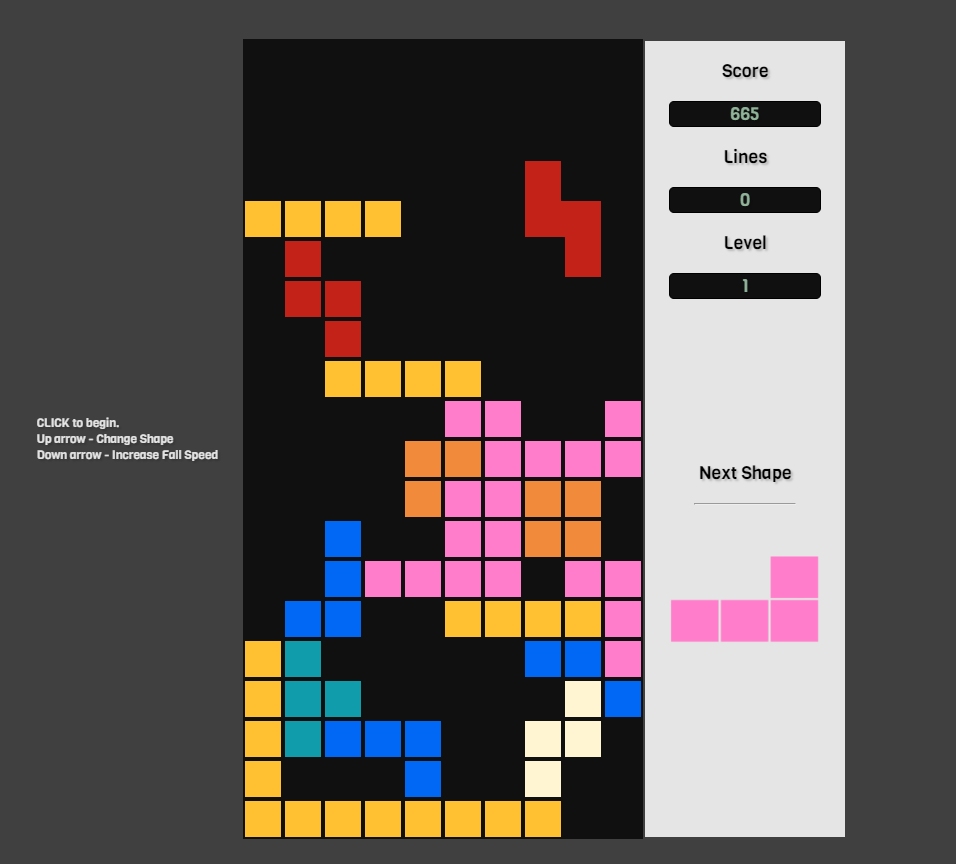 Score
665
Lines
0
Level
1
CLICK to begin.
Up arrow - Change Shape
Down arrow - Increase Fall Speed
Next Shape